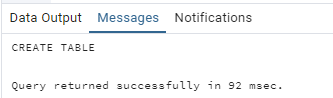 Data Output Messages Notifications
CREATE TABLE
Query returned successfully in 92 msec.